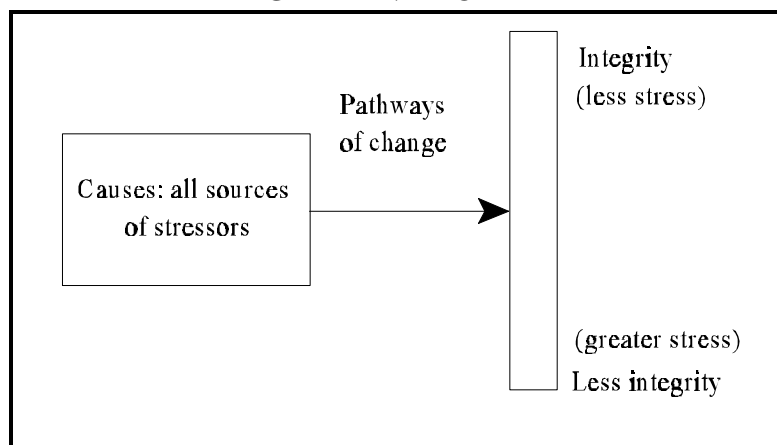 Causes: all sources
of stressors
Pathways
of change
Integrity
(less stress)
(greater stress)
Less integrity